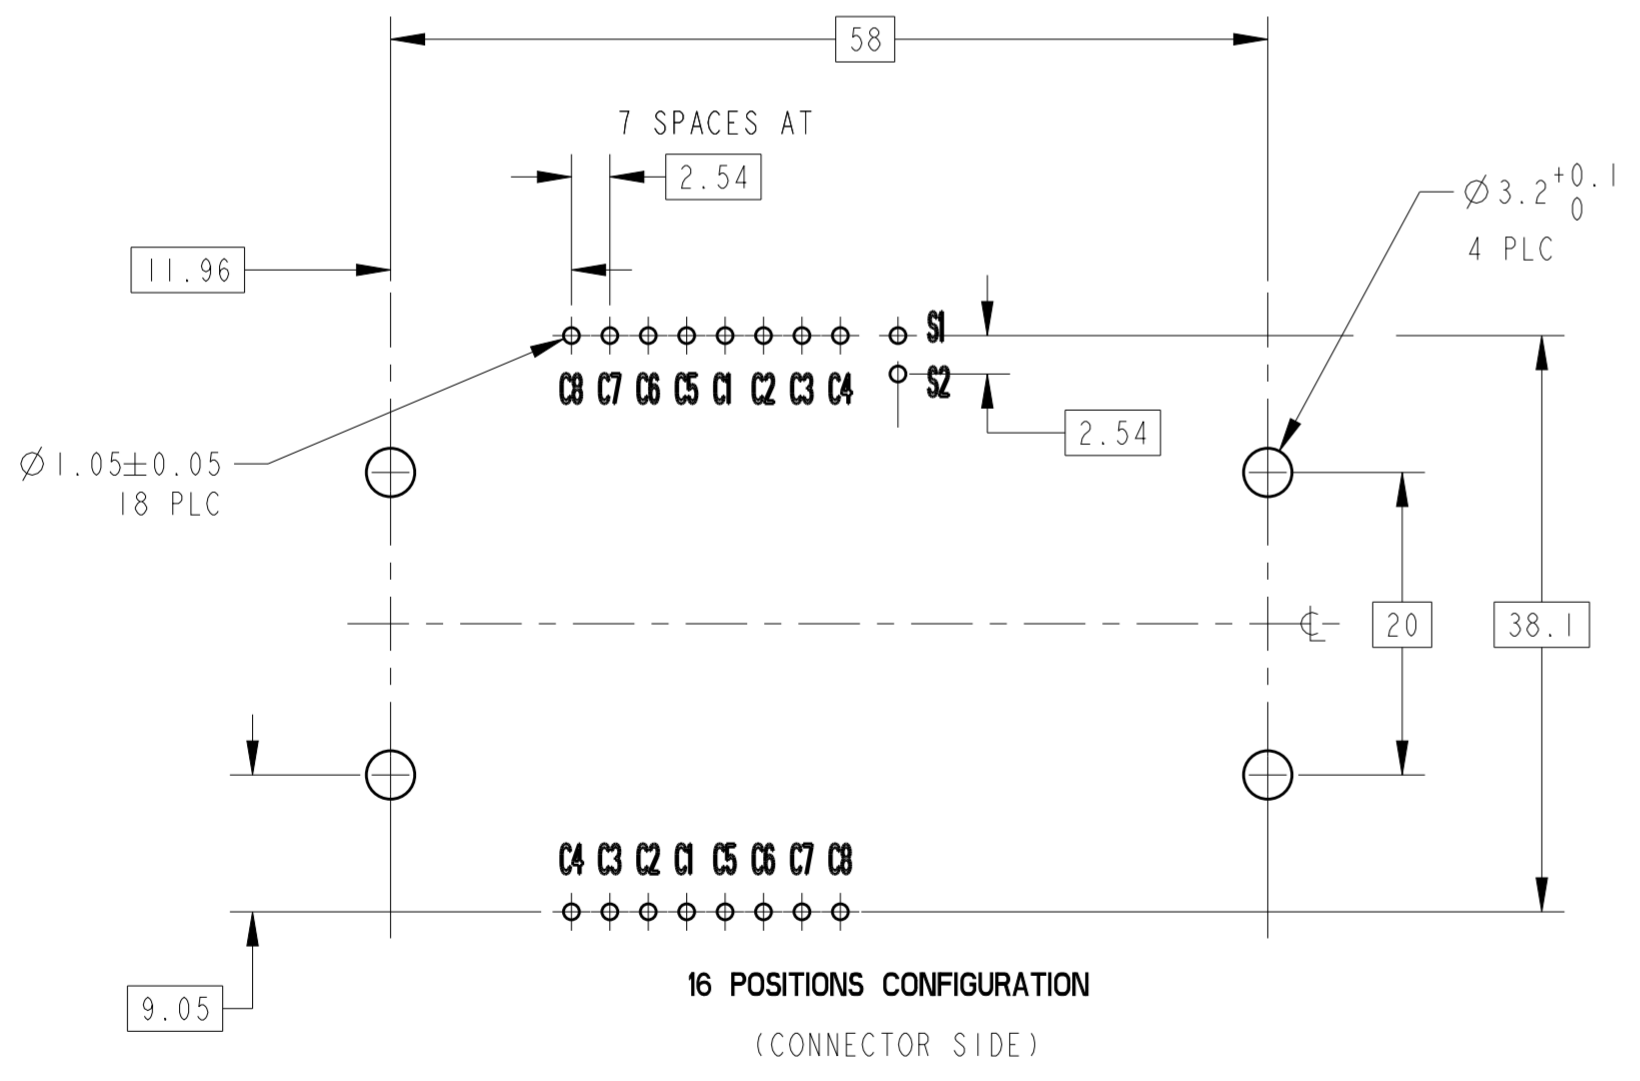 58
7 SPACES AT
2.54
Ø3.2 +0.1 0
4 PLC
11.96
S1
C8 C7 C6 C5 C1 C2 C3 C4 S2
2.54
Ø1.05±0.05
18 PLC
℄
20
38.1
C4 C3 C2 C1 C5 C6 C7 C8
16 POSITIONS CONFIGURATION
9.05
(CONNECTOR SIDE)